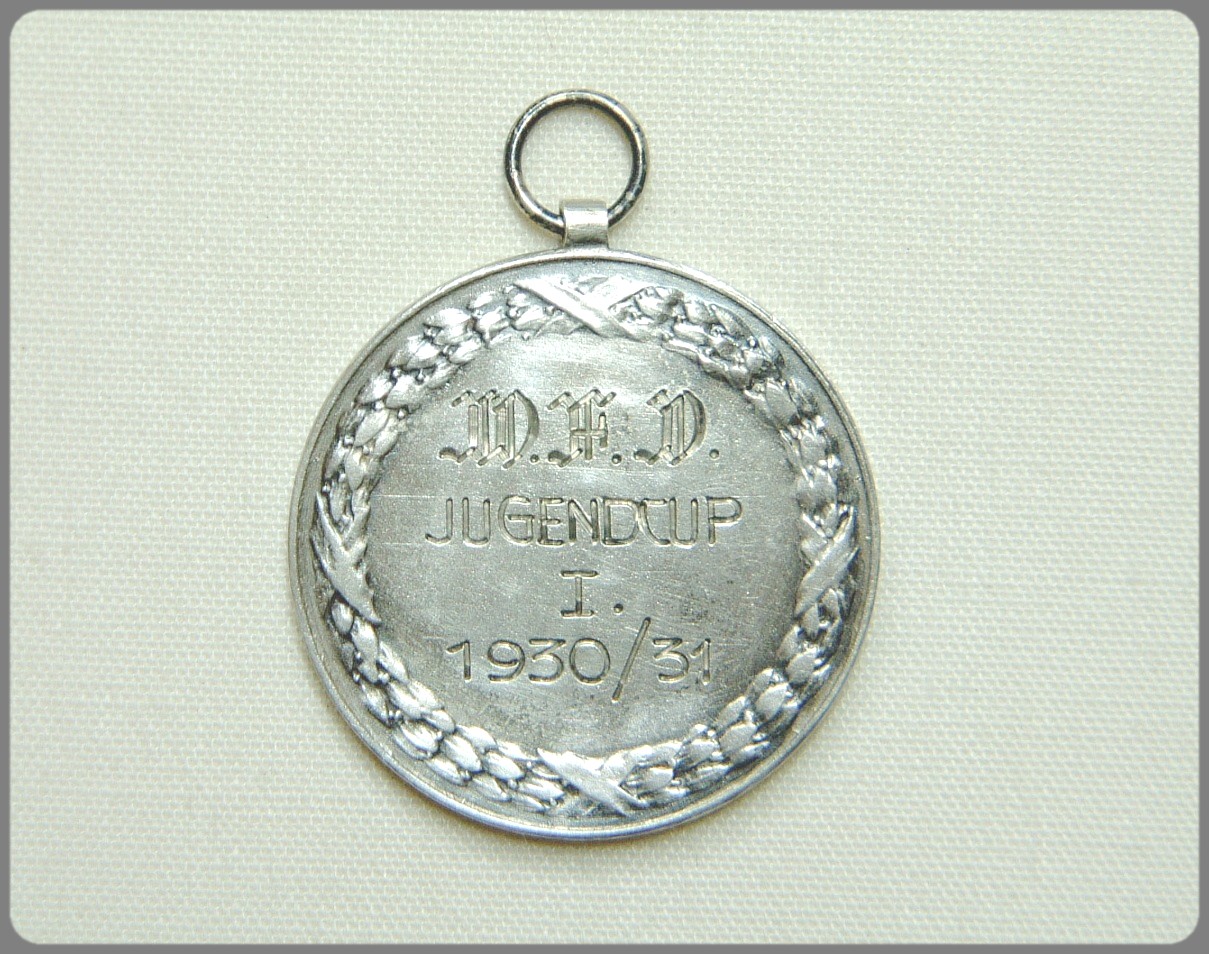 W.F.V.
JUGENDCUP
I.
1930/31